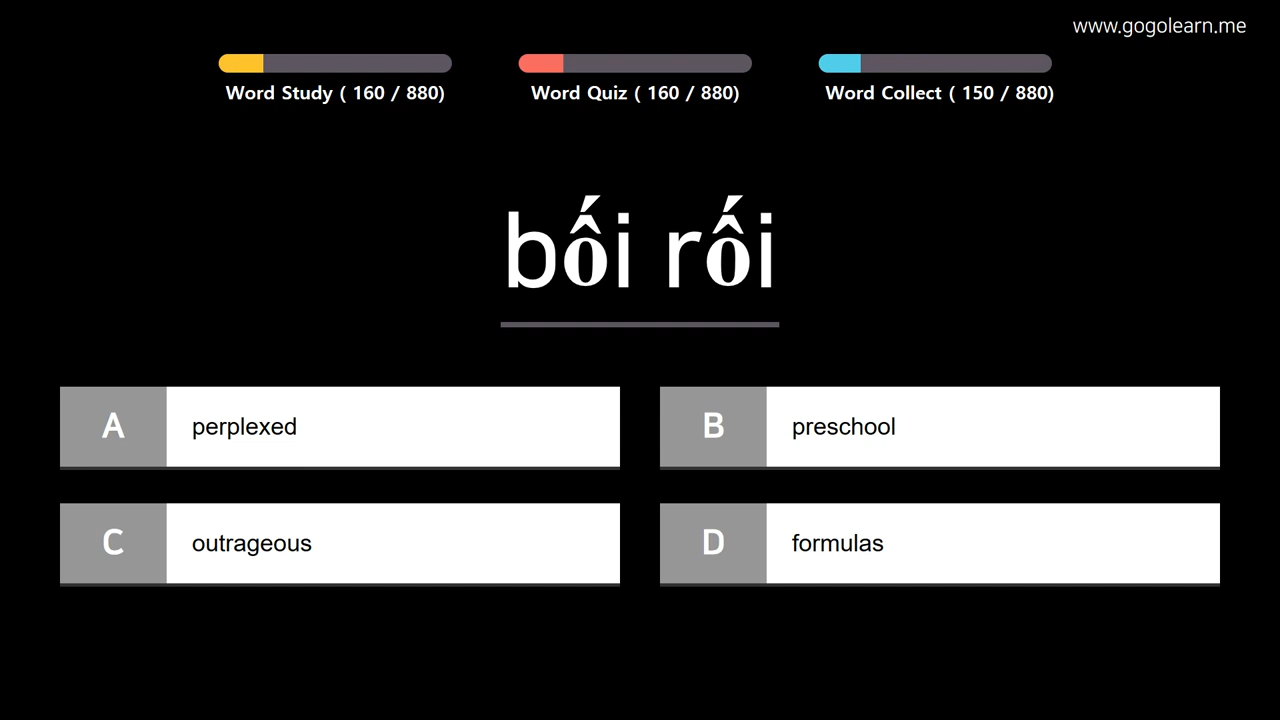 www.gogolearn.me
Word Study ( 160 / 880)
Word Quiz ( 160 / 880)
Word Collect ( 150 / 880)
bối rối
A perplexed
B preschool
C outrageous
D formulas